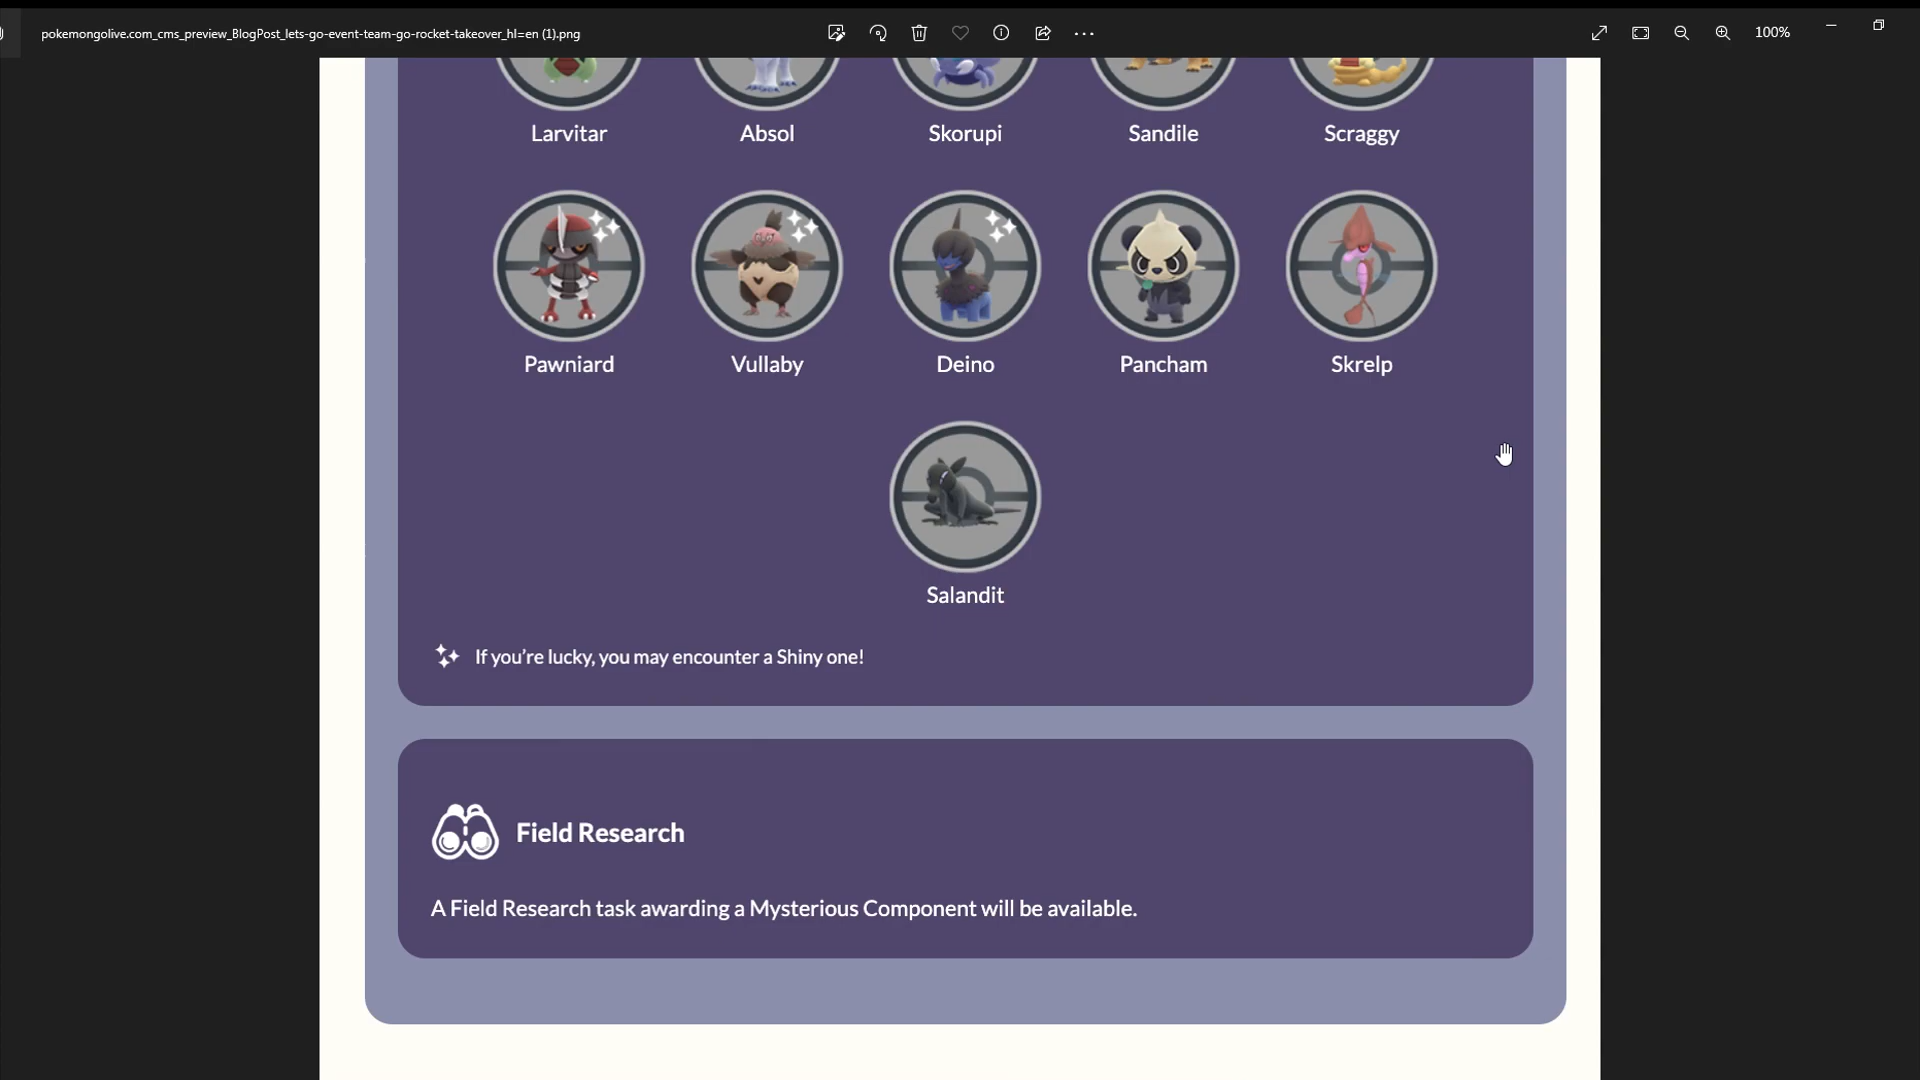 pokemongolive.com_cms_preview_BlogPost_lets-go-event-team-go-rocket-takeover_hl=en (1).png
100%
Larvitar Absol Skorupi Sandile Scraggy
Pawniard Vullaby Deino Pancham Skrelp
Salandit
If you’re lucky, you may encounter a Shiny one!
Field Research
A Field Research task awarding a Mysterious Component will be available.